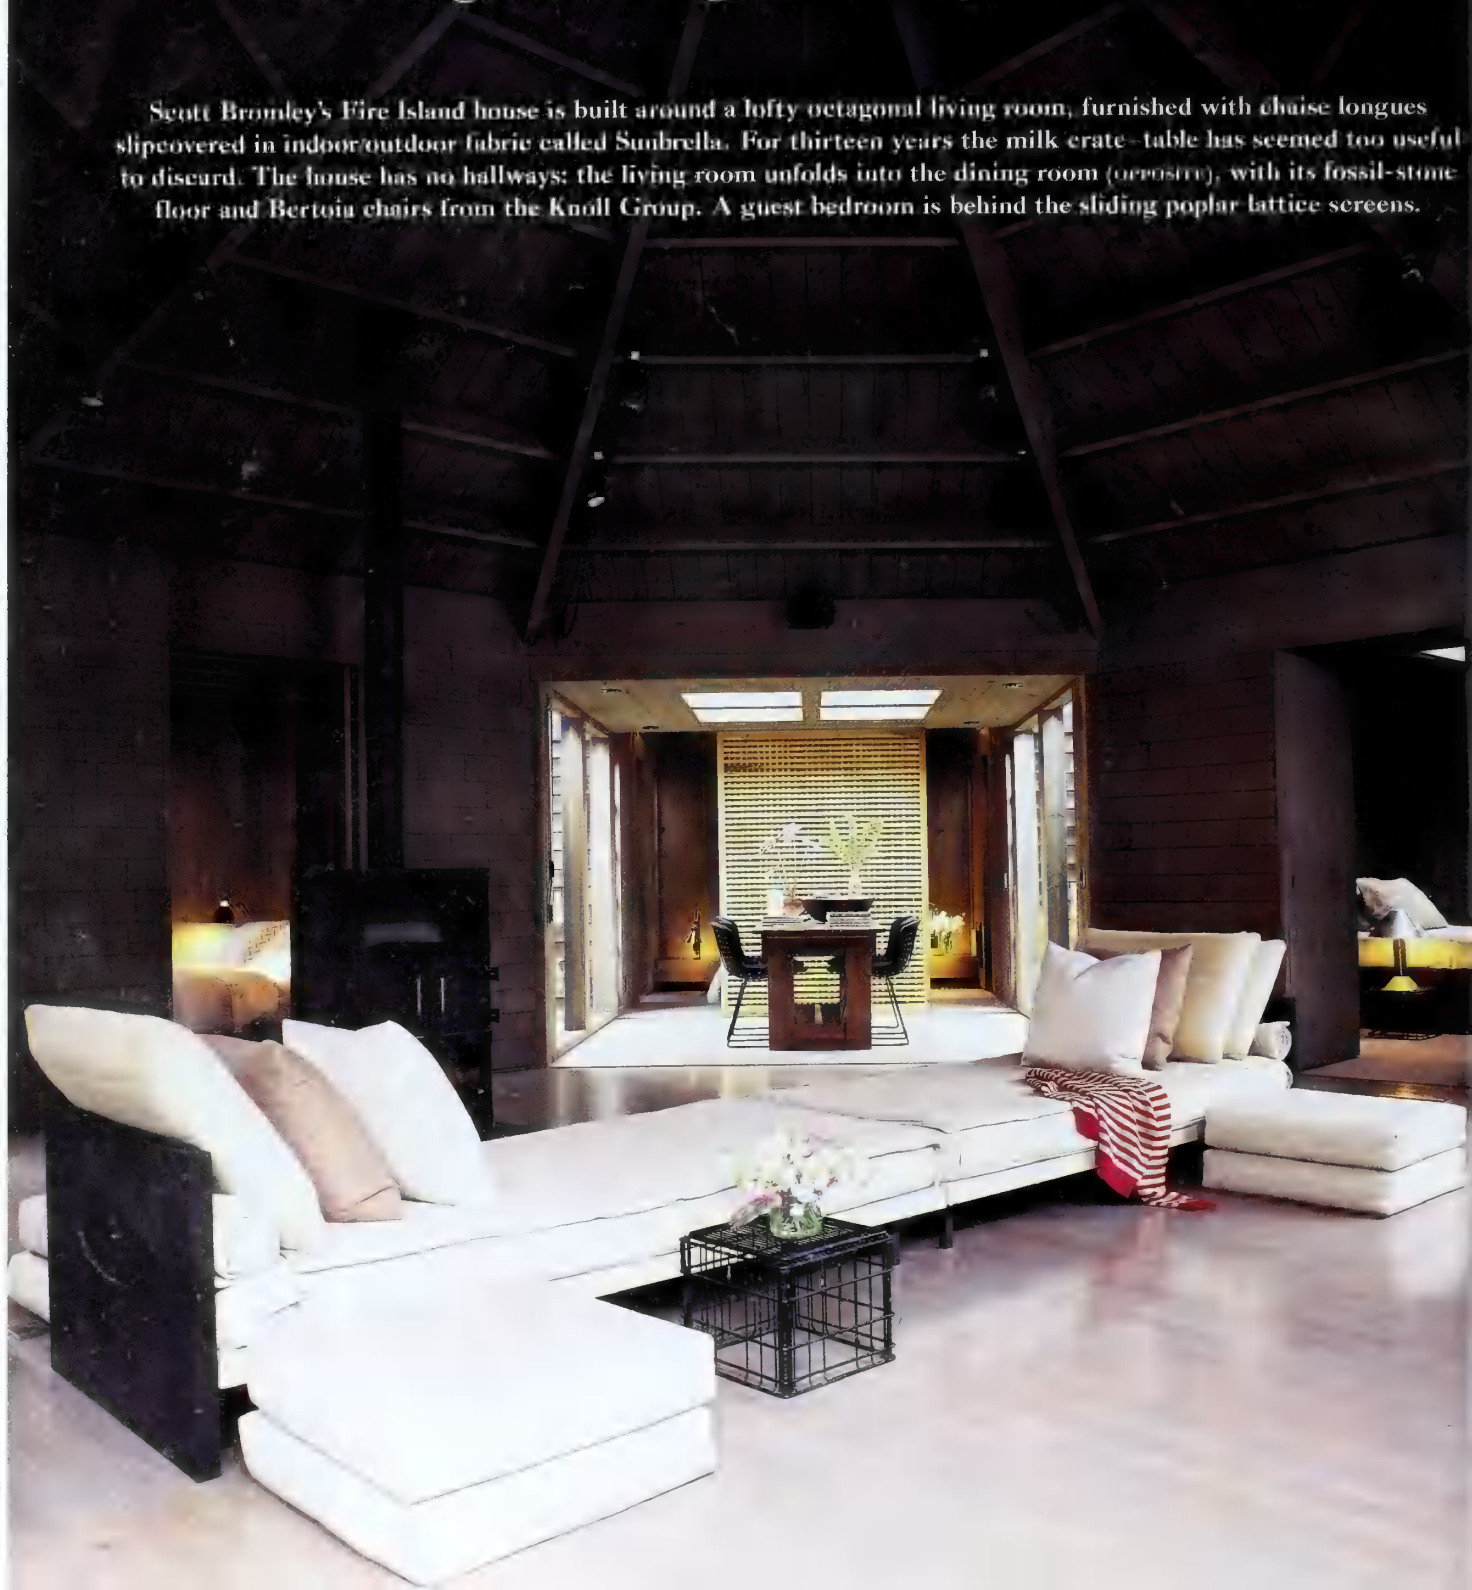 Scott Bromley's Fire Island house is built around a lofty octagonal living room, furnished with chaise longues
slipcovered in indoor/outdoor fabric called Sunbrella. For thirteen years the milk crate–table has seemed too useful
to discard. The house has no hallways: the living room unfolds into the dining room (OPPOSITE), with its fossil-stone
floor and Bertoia chairs from the Knoll Group. A guest bedroom is behind the sliding poplar lattice screens.